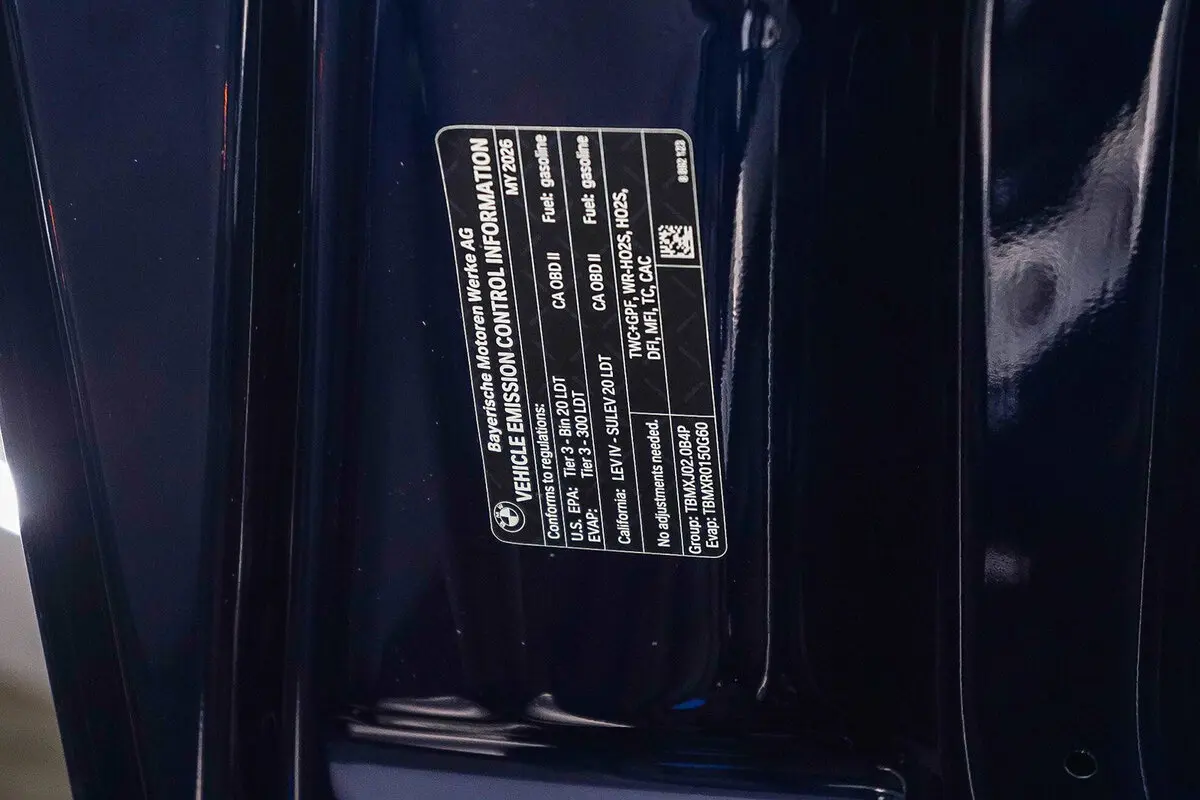 Bayerische Motoren Werke AG
VEHICLE EMISSION CONTROL INFORMATION
Conforms to regulations: MY 2026
U.S. EPA: Tier 3 - Bin 20 LDT CA OBD II Fuel: gasoline
EVAP: Tier 3 - 300 LDT
California: LEV IV - SULEV 20 LDT CA OBD II Fuel: gasoline
No adjustments needed.
TWC+GPF, WR-HO2S, HO2S,
DFI, MFI, TC, CAC
Group: TBMXJ02.0B4P
Evap: TBMXR0150G60